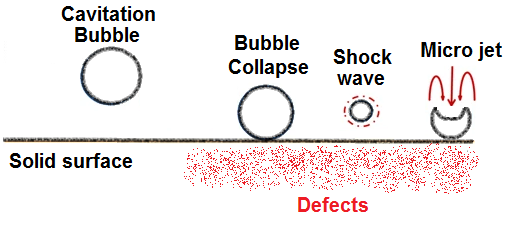 Cavitation
Bubble
Bubble
Collapse
Shock
wave
Micro jet
Solid surface
Defects